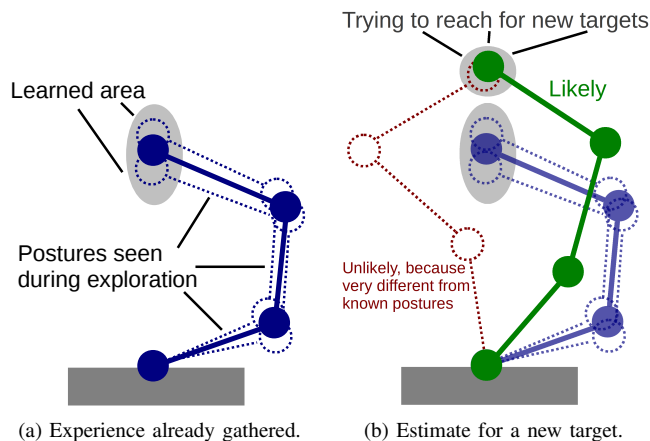 Learned area
Postures seen
during exploration
(a) Experience already gathered.
Trying to reach for new targets
Likely
Unlikely, because
very different from
known postures
(b) Estimate for a new target.